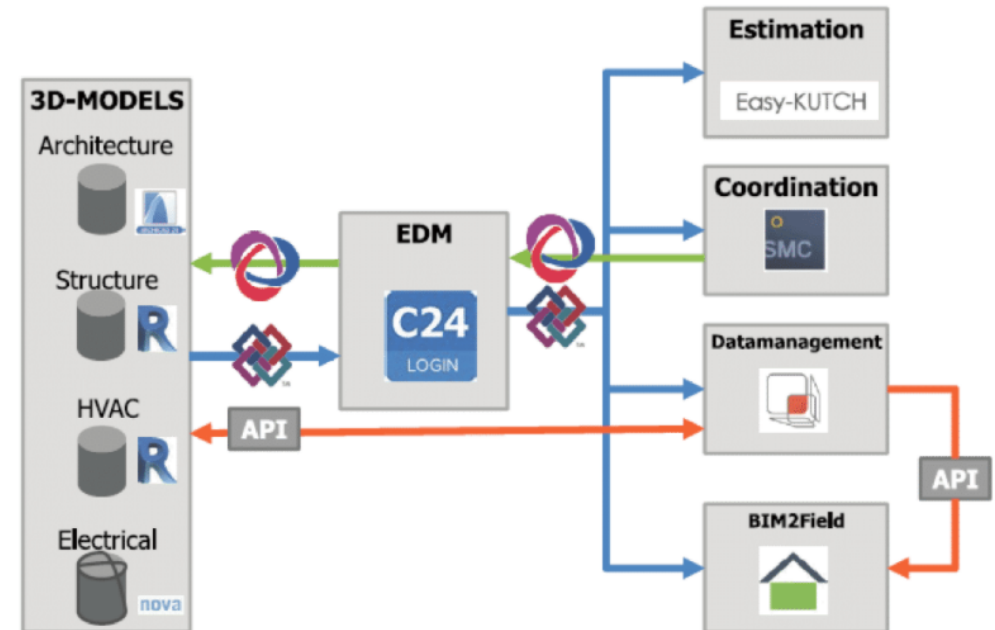 3D-MODELS
Architecture
Structure
R
HVAC
R
Electrical
nova
API
EDM
C24
LOGIN
Estimation
Easy-KUTCH
Coordination
SMC
Datamanagement
API
BIM2Field